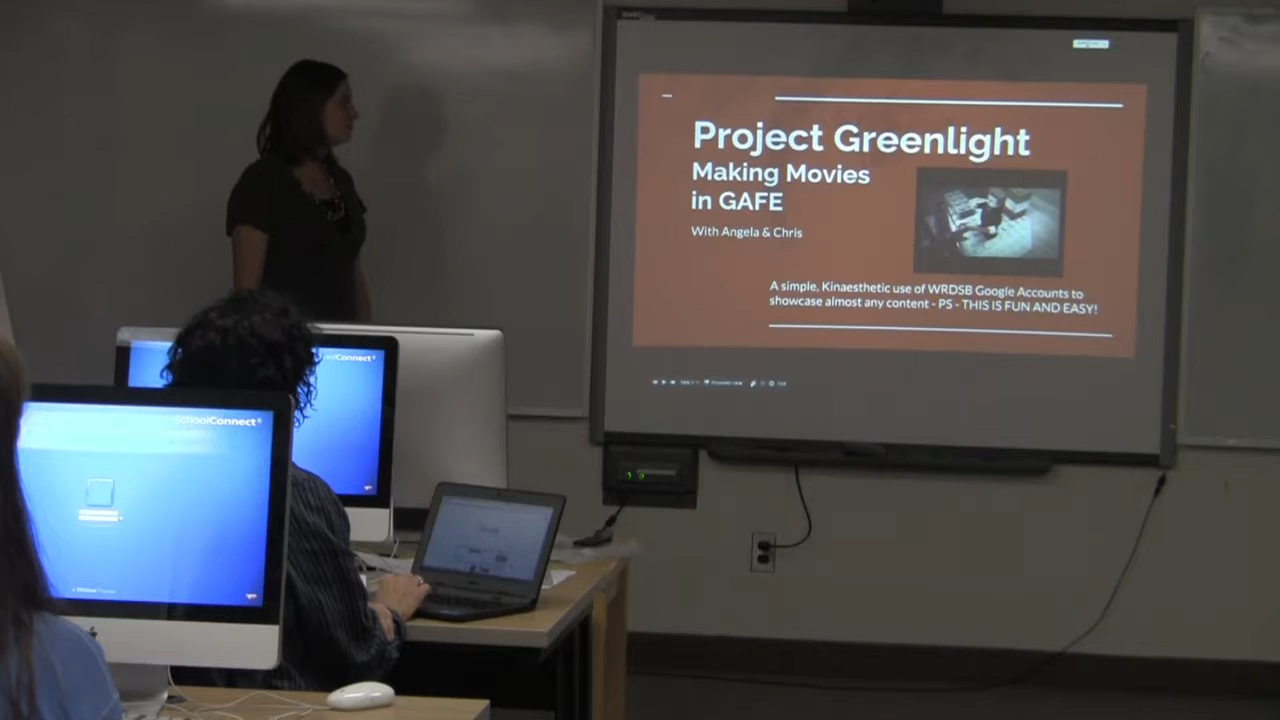 Project Greenlight
Making Movies
in GAFE
With Angela & Chris
A simple, Kinaesthetic use of WRDSB Google Accounts to
showcase almost any content - PS - THIS IS FUN AND EASY!
SchoolConnect
SchoolConnect